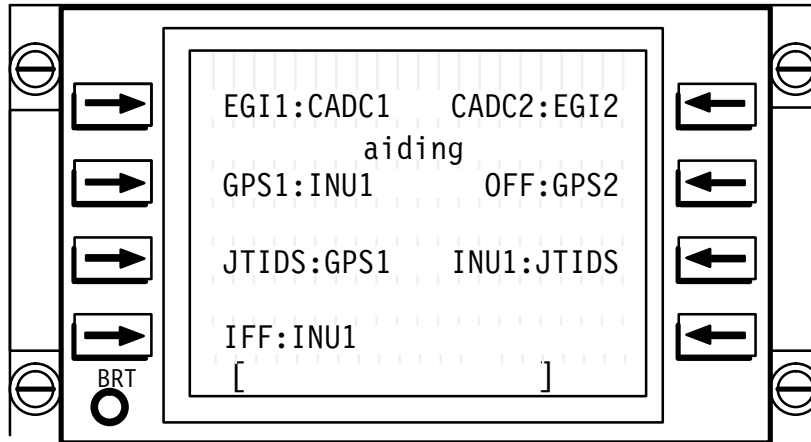 EGI1:CADC1 CADC2:EGI2
aiding
GPS1:INU1 OFF:GPS2
JTIDS:GPS1 INU1:JTIDS
IFF:INU1
[ ]
BRT